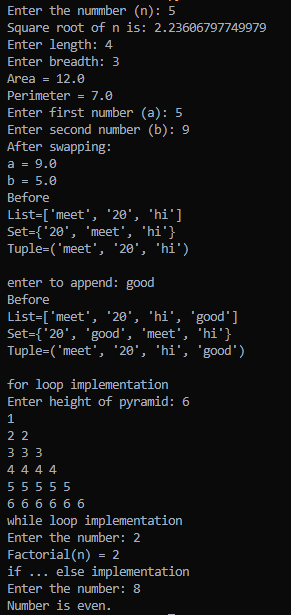 Enter the nummber (n): 5
Square root of n is: 2.23606797749979
Enter length: 4
Enter breadth: 3
Area = 12.0
Perimeter = 7.0
Enter first number (a): 5
Enter second number (b): 9
After swapping:
a = 9.0
b = 5.0
Before
List=['meet', '20', 'hi']
Set={'20', 'meet', 'hi'}
Tuple=('meet', '20', 'hi')
enter to append: good
Before
List=['meet', '20', 'hi', 'good']
Set={'20', 'good', 'meet', 'hi'}
Tuple=('meet', '20', 'hi', 'good')
for loop implementation
Enter height of pyramid: 6
1
2 2
3 3 3
4 4 4 4
5 5 5 5 5
6 6 6 6 6 6
while loop implementation
Enter the number: 2
Factorial(n) = 2
if ... else implementation
Enter the number: 8
Number is even.